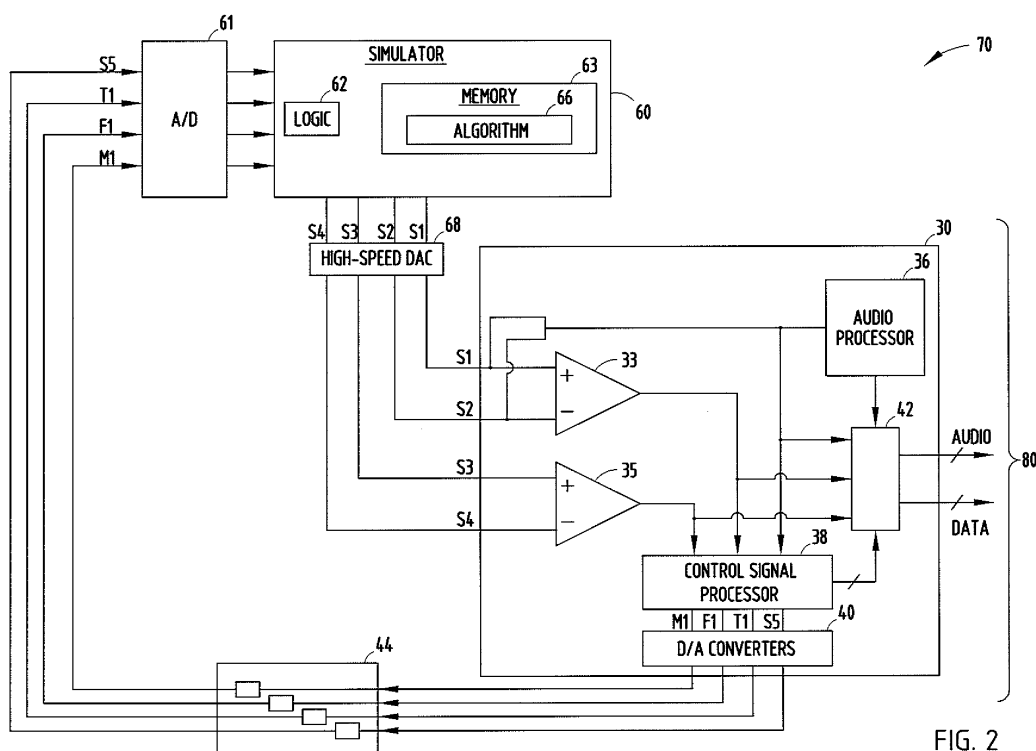 61
SIMULATOR
63
70
S5
62
MEMORY
66
60
T1
A/D
LOGIC
ALGORITHM
F1
M1
S4 S3 S2 S1
68
HIGH-SPEED DAC
30
36
AUDIO
PROCESSOR
S1
33
S2
42
AUDIO
80
S3
35
S4
DATA
38
CONTROL SIGNAL
PROCESSOR
M1 F1 T1 S5
40
D/A CONVERTERS
44
FIG. 2